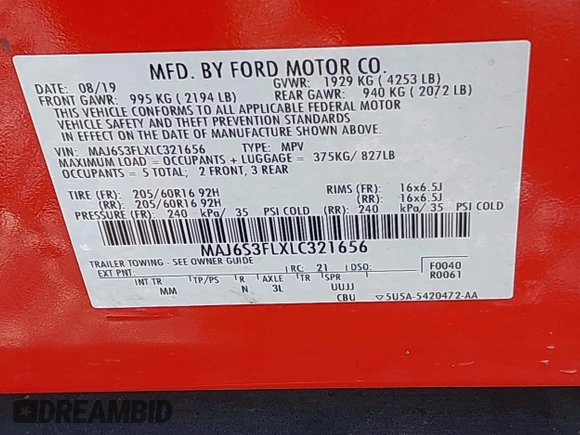 MFD. BY FORD MOTOR CO.
DATE: 08/19 GVWR: 1929 KG ( 4253 LB)
FRONT GAWR: 995 KG ( 2194 LB) REAR GAWR: 940 KG ( 2072 LB)
THIS VEHICLE CONFORMS TO ALL APPLICABLE FEDERAL MOTOR
VEHICLE SAFETY AND THEFT PREVENTION STANDARDS
IN EFFECT ON THE DATE OF MANUFACTURE SHOWN ABOVE.
VIN: MAJ6S3FLXLC321656 TYPE: MPV
MAXIMUM LOAD = OCCUPANTS + LUGGAGE = 375KG/ 827LB
OCCUPANTS = 5 TOTAL; 2 FRONT, 3 REAR
TIRE (FR): 205/60R16 92H RIMS (FR): 16x6.5J
(RR): 205/60R16 92H (RR): 16x6.5J
PRESSURE (FR): 240 kPa/ 35 PSI COLD (RR): 240 kPa/ 35 PSI COLD
MAJ6S3FLXLC321656
TRAILER TOWING - SEE OWNER GUIDE
EXT PNT: RC: 21 DSO: F0040
R0061
INT TR TP/PS R AXLE TR SPR
MM N 3L UUJJ
CBU 5U5A-5420472-AA
DREAMBID